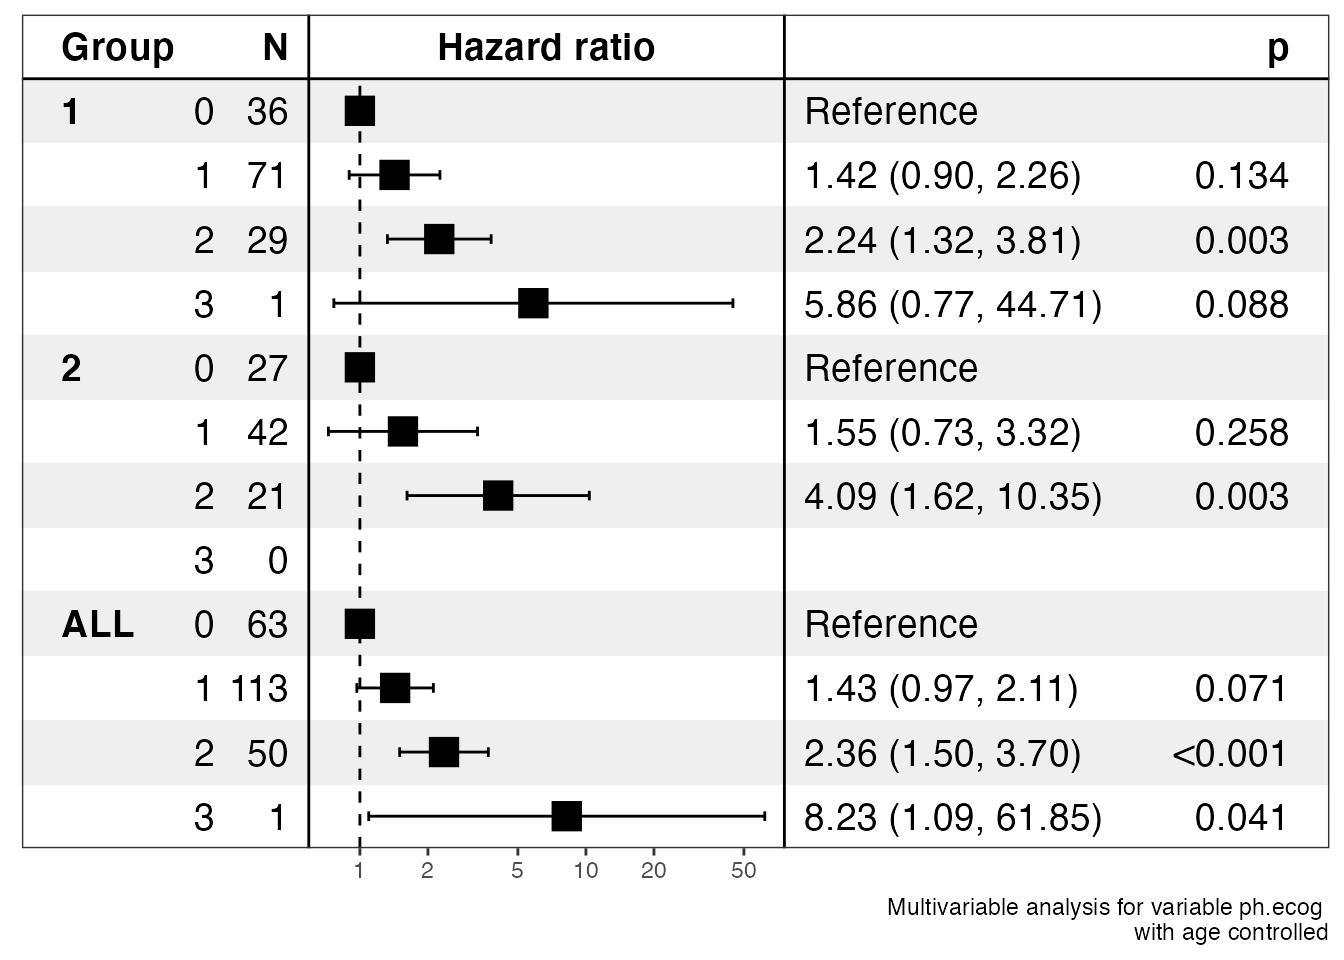 Group N Hazard ratio p
1 0 36 Reference
1 71 1.42 (0.90, 2.26) 0.134
2 29 2.24 (1.32, 3.81) 0.003
3 1 5.86 (0.77, 44.71) 0.088
2 0 27 Reference
1 42 1.55 (0.73, 3.32) 0.258
2 21 4.09 (1.62, 10.35) 0.003
3 0
ALL 0 63 Reference
1 113 1.43 (0.97, 2.11) 0.071
2 50 2.36 (1.50, 3.70) <0.001
3 1 8.23 (1.09, 61.85) 0.041
1 2 5 10 20 50
Multivariable analysis for variable ph.ecog
with age controlled